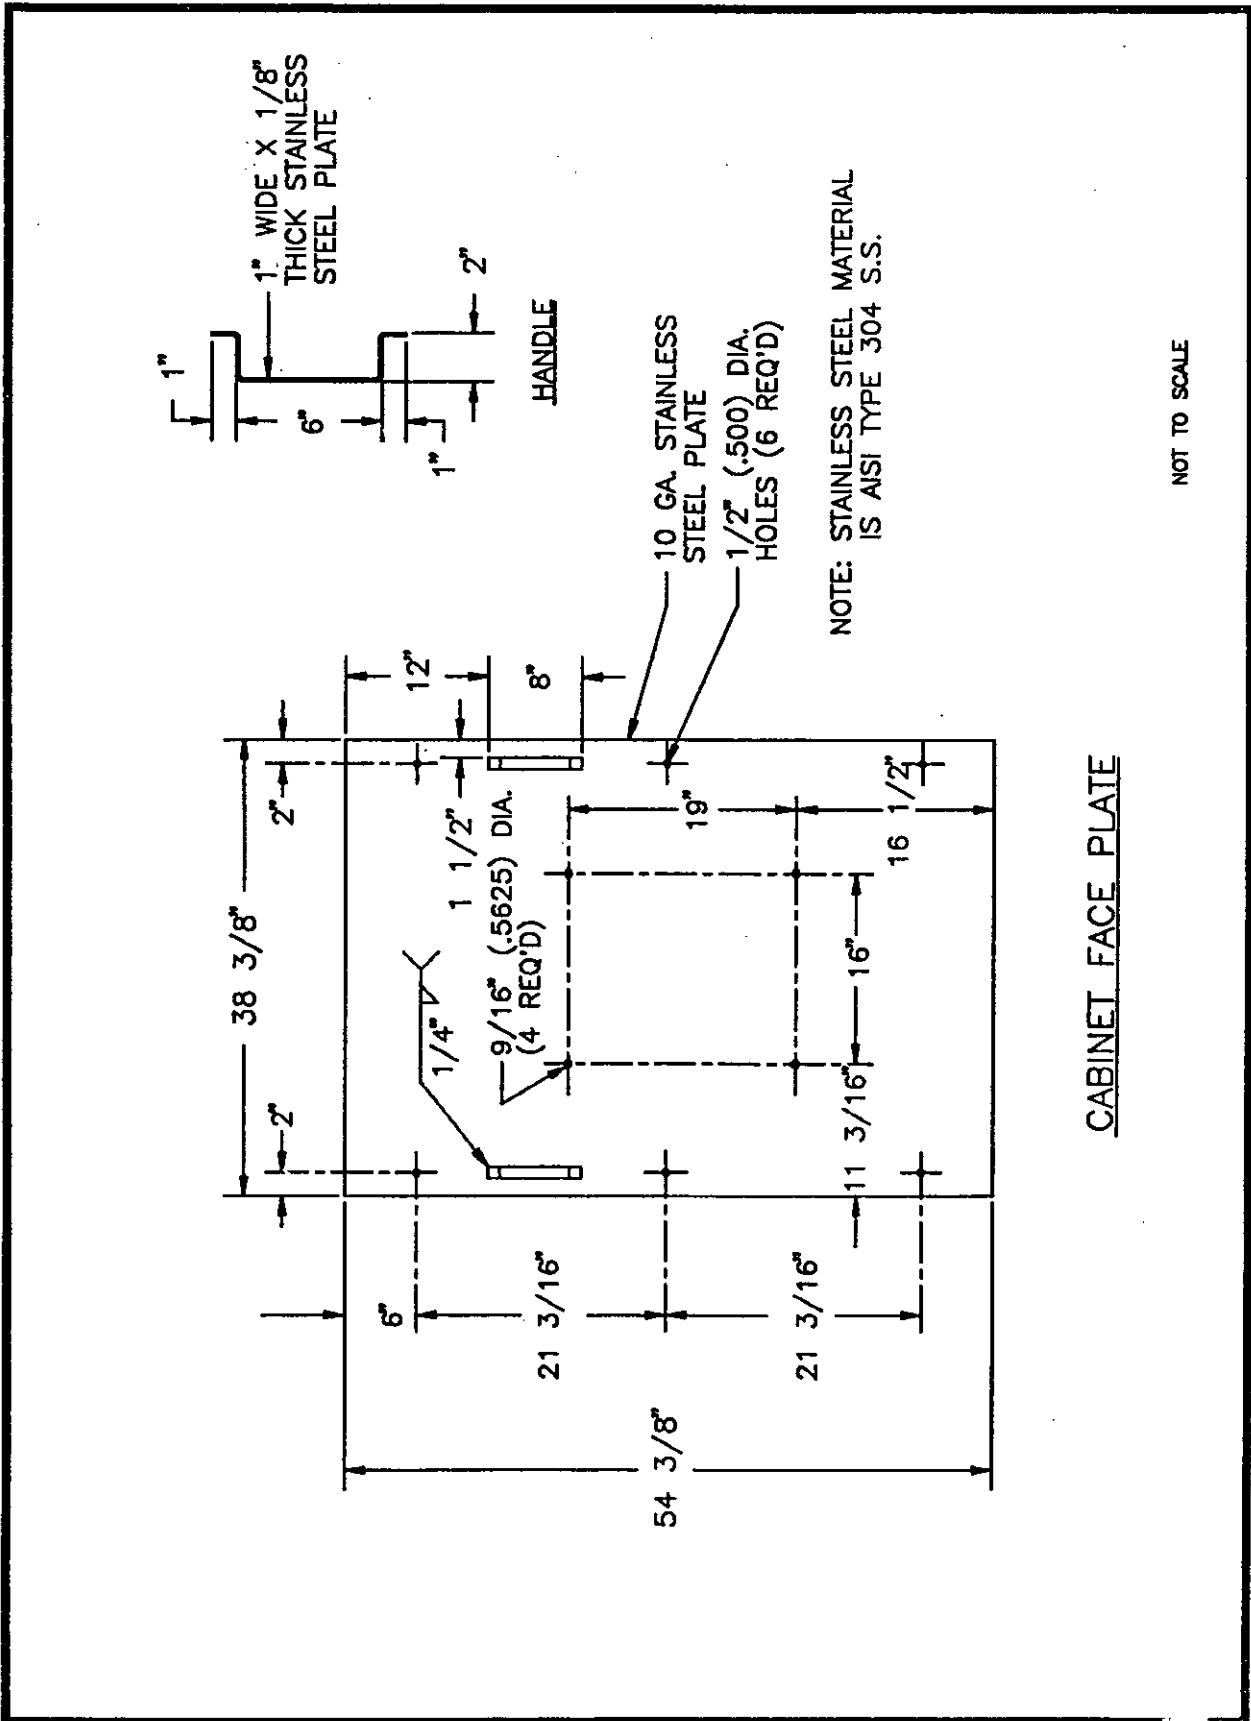 38 3/8"
2"
2"
12"
8"
1 1/2"
1/4"
9/16" (.5625) DIA.
(4 REQ'D)
6"
21 3/16"
21 3/16"
54 3/8"
19"
16 1/2"
16"
11 3/16"
1"
6"
1"
2"
1" WIDE X 1/8"
THICK STAINLESS
STEEL PLATE
HANDLE
10 GA. STAINLESS
STEEL PLATE
1/2" (.500) DIA.
HOLES (6 REQ'D)
NOTE: STAINLESS STEEL MATERIAL
IS AISI TYPE 304 S.S.
CABINET FACE PLATE
NOT TO SCALE